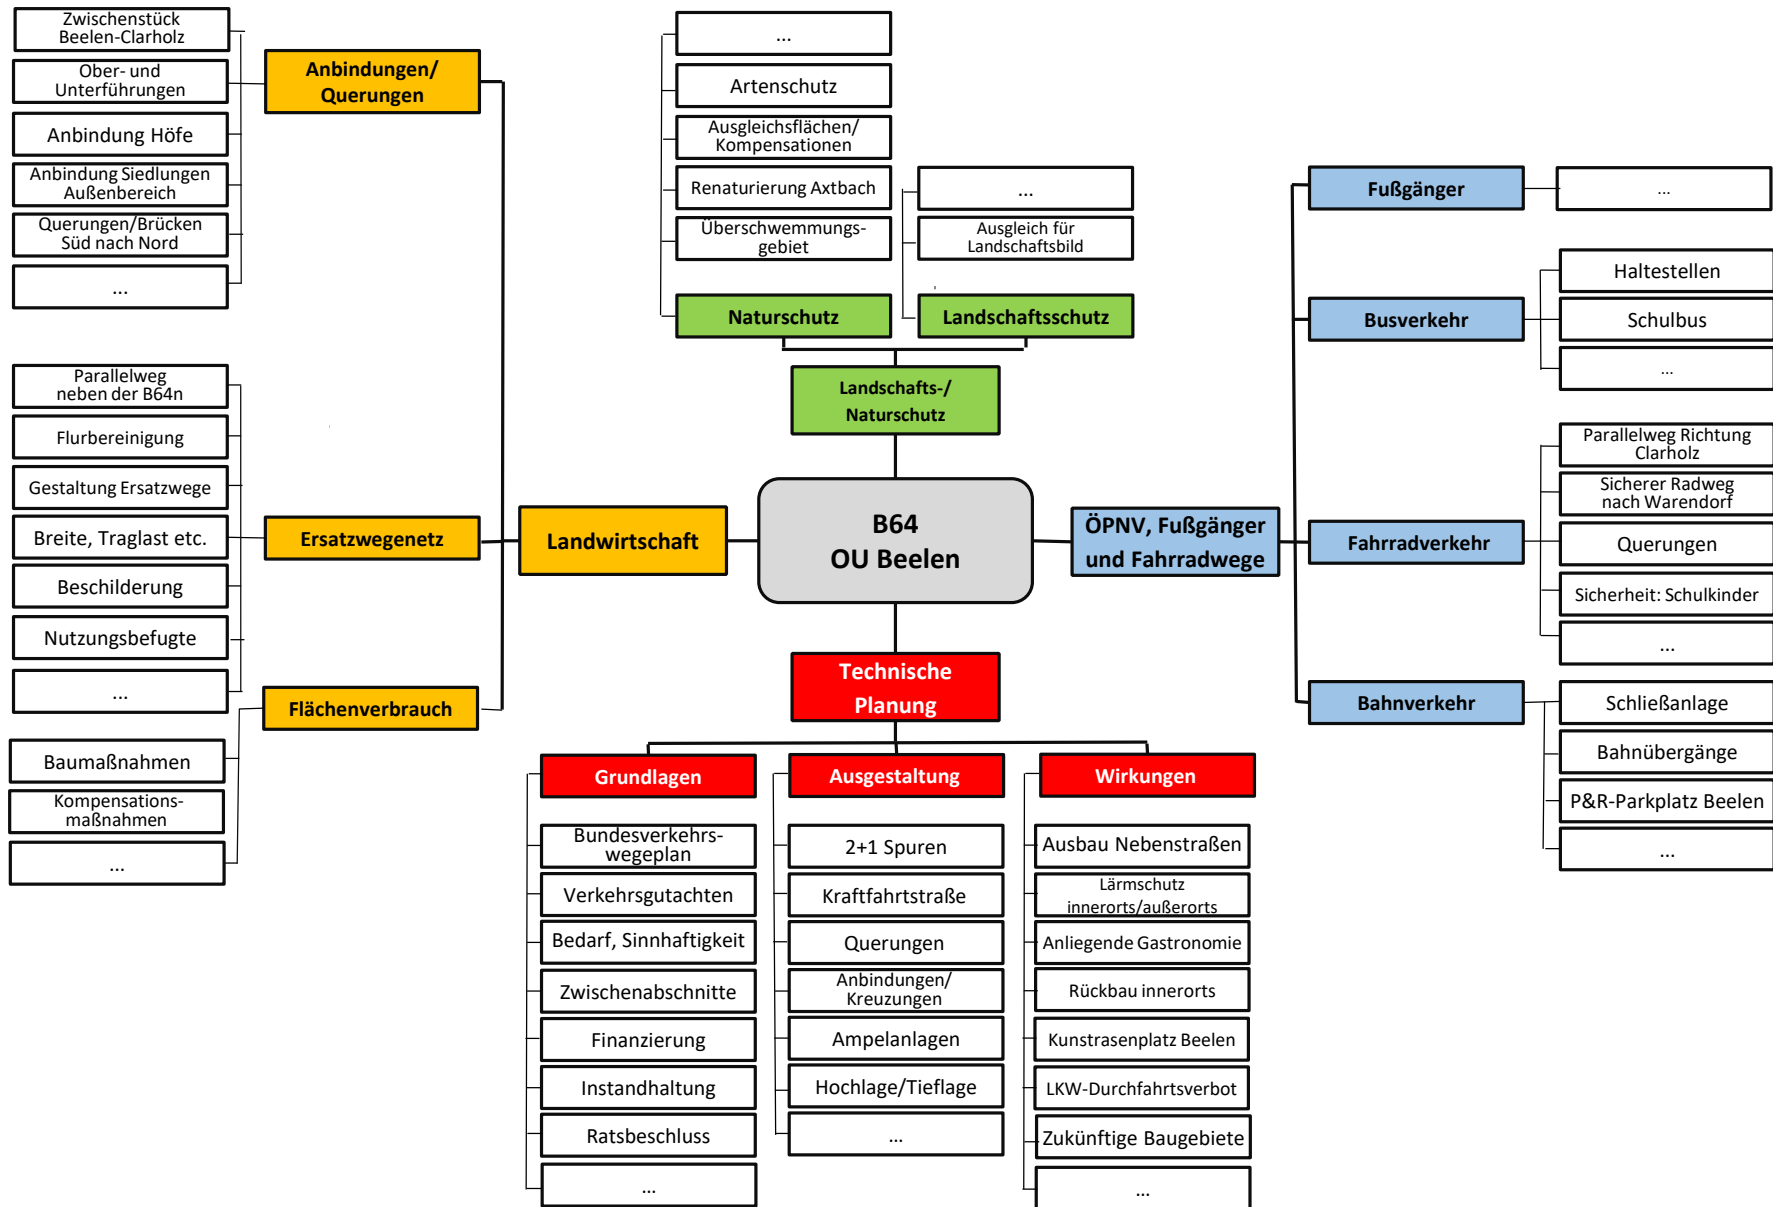 Zwischenstück
Beelen-Clarholz
Ober- und
Unterführungen
Anbindung Höfe
Anbindung Siedlungen
Außenbereich
Querungen/Brücken
Süd nach Nord
...
Anbindungen/
Querungen
Parallelweg
neben der B64n
Flurbereinigung
Gestaltung Ersatzwege
Breite, Traglast etc.
Beschilderung
Nutzungsbefugte
...
Ersatzwegenetz
Flächenverbrauch
Baumaßnahmen
Kompensations-
maßnahmen
...
Landwirtschaft
...
Artenschutz
Ausgleichsflächen/
Kompensationen
Renaturierung Axtbach
Überschwemmungs-
gebiet
Naturschutz
...
Ausgleich für
Landschaftsbild
Landschaftsschutz
Landschafts-/
Naturschutz
B64
OU Beelen
ÖPNV, Fußgänger
und Fahrradwege
Fußgänger
...
Busverkehr
Haltestellen
Schulbus
...
Fahrradverkehr
Parallelweg Richtung
Clarholz
Sicherer Radweg
nach Warendorf
Querungen
Sicherheit: Schulkinder
...
Bahnverkehr
Schließanlage
Bahnübergänge
P&R-Parkplatz Beelen
...
Technische
Planung
Grundlagen
Bundesverkehrs-
wegeplan
Verkehrsgutachten
Bedarf, Sinnhaftigkeit
Zwischenabschnitte
Finanzierung
Instandhaltung
Ratsbeschluss
...
Ausgestaltung
2+1 Spuren
Kraftfahrtstraße
Querungen
Anbindungen/
Kreuzungen
Ampelanlagen
Hochlage/Tieflage
...
Wirkungen
Ausbau Nebenstraßen
Lärmschutz
innerorts/außerorts
Anliegende Gastronomie
Rückbau innerorts
Kunstrasenplatz Beelen
LKW-Durchfahrtsverbot
Zukünftige Baugebiete
...